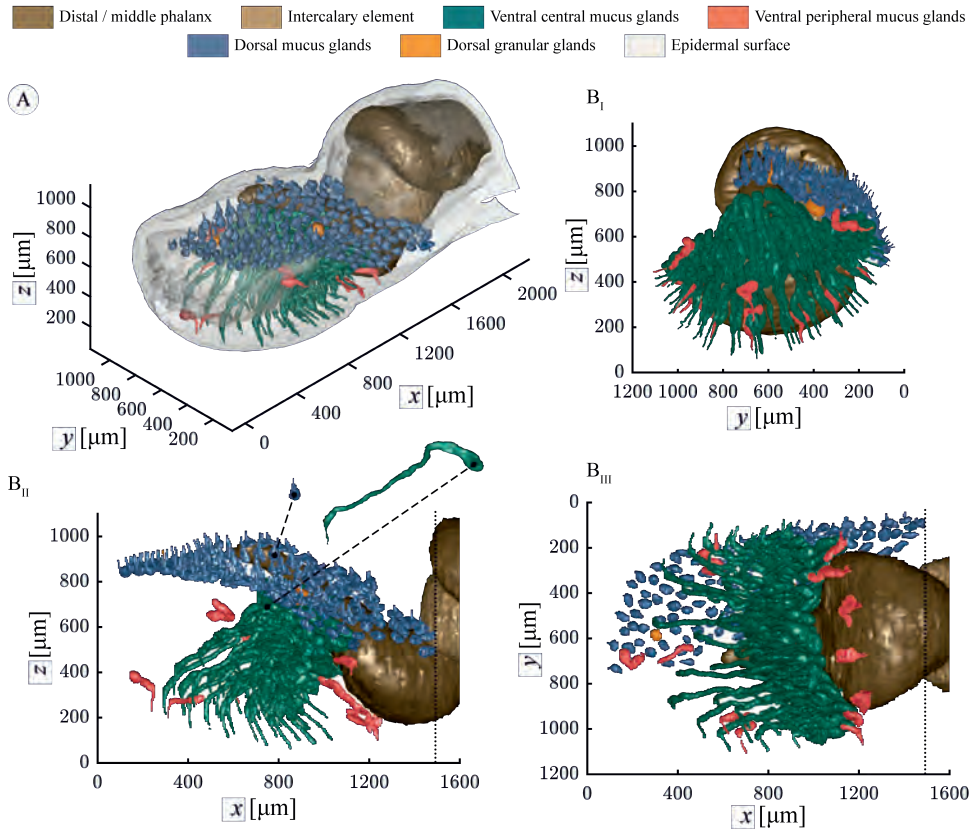 Distal / middle phalanx Intercalary element Ventral central mucus glands Ventral peripheral mucus glands
Dorsal mucus glands Dorsal granular glands Epidermal surface
A
1000
800
600
400
200
z [μm]
1000
800
600
400
200
y [μm]
0
400
800
1200
1600
2000
x [μm]
B_I
1000
800
600
400
200
0
z [μm]
1200 1000 800 600 400 200 0
y [μm]
B_II
1000
800
600
400
200
0
z [μm]
0 400 800 1200 1600
x [μm]
B_III
0
200
400
600
800
1000
1200
y [μm]
0 400 800 1200 1600
x [μm]